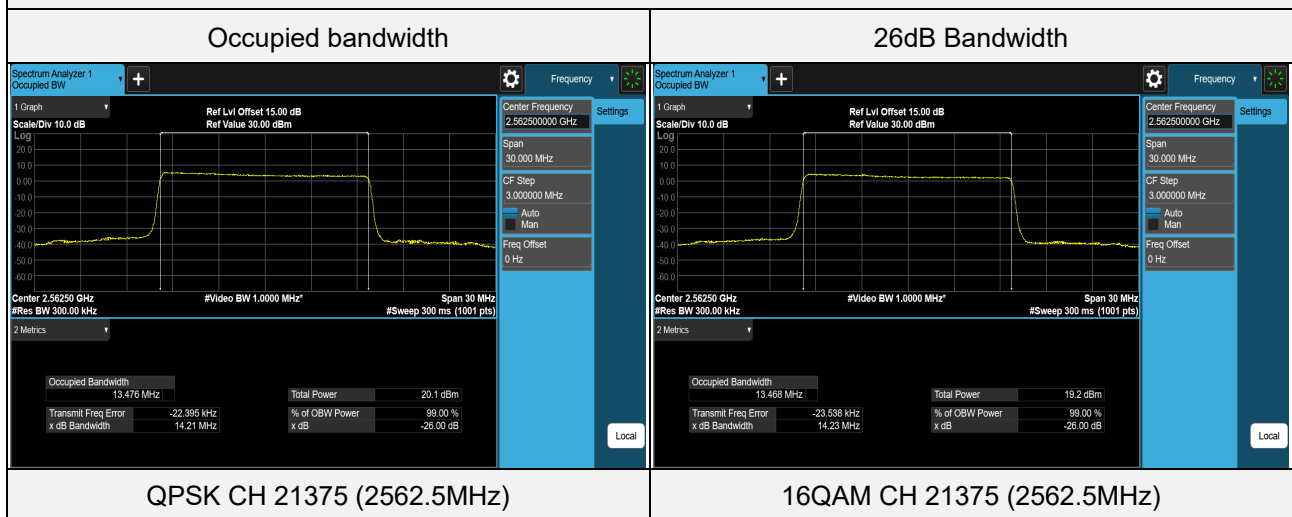 Occupied bandwidth
26dB Bandwidth
Spectrum Analyzer 1
Occupied BW
+
Frequency
1 Graph
Scale/Div 10.0 dB
Ref Lvl Offset 15.00 dB
Ref Value 30.00 dBm
Log
20.0
10.0
0.00
-10.0
-20.0
-30.0
-40.0
-50.0
-60.0
Center 2.56250 GHz
#Res BW 300.00 kHz
#Video BW 1.0000 MHz*
Span 30 MHz
#Sweep 300 ms (1001 pts)
2 Metrics
Occupied Bandwidth
13.476 MHz
Transmit Freq Error -22.395 kHz
x dB Bandwidth 14.21 MHz
Total Power 20.1 dBm
% of OBW Power 99.00 %
x dB -26.00 dB
Center Frequency
2.562500000 GHz
Span
30.000 MHz
CF Step
3.000000 MHz
Auto
Man
Freq Offset
0 Hz
Settings
Local
Spectrum Analyzer 1
Occupied BW
+
Frequency
1 Graph
Scale/Div 10.0 dB
Ref Lvl Offset 15.00 dB
Ref Value 30.00 dBm
Log
20.0
10.0
0.00
-10.0
-20.0
-30.0
-40.0
-50.0
-60.0
Center 2.56250 GHz
#Res BW 300.00 kHz
#Video BW 1.0000 MHz*
Span 30 MHz
#Sweep 300 ms (1001 pts)
2 Metrics
Occupied Bandwidth
13.468 MHz
Transmit Freq Error -23.538 kHz
x dB Bandwidth 14.23 MHz
Total Power 19.2 dBm
% of OBW Power 99.00 %
x dB -26.00 dB
Center Frequency
2.562500000 GHz
Span
30.000 MHz
CF Step
3.000000 MHz
Auto
Man
Freq Offset
0 Hz
Settings
Local
QPSK CH 21375 (2562.5MHz)
16QAM CH 21375 (2562.5MHz)